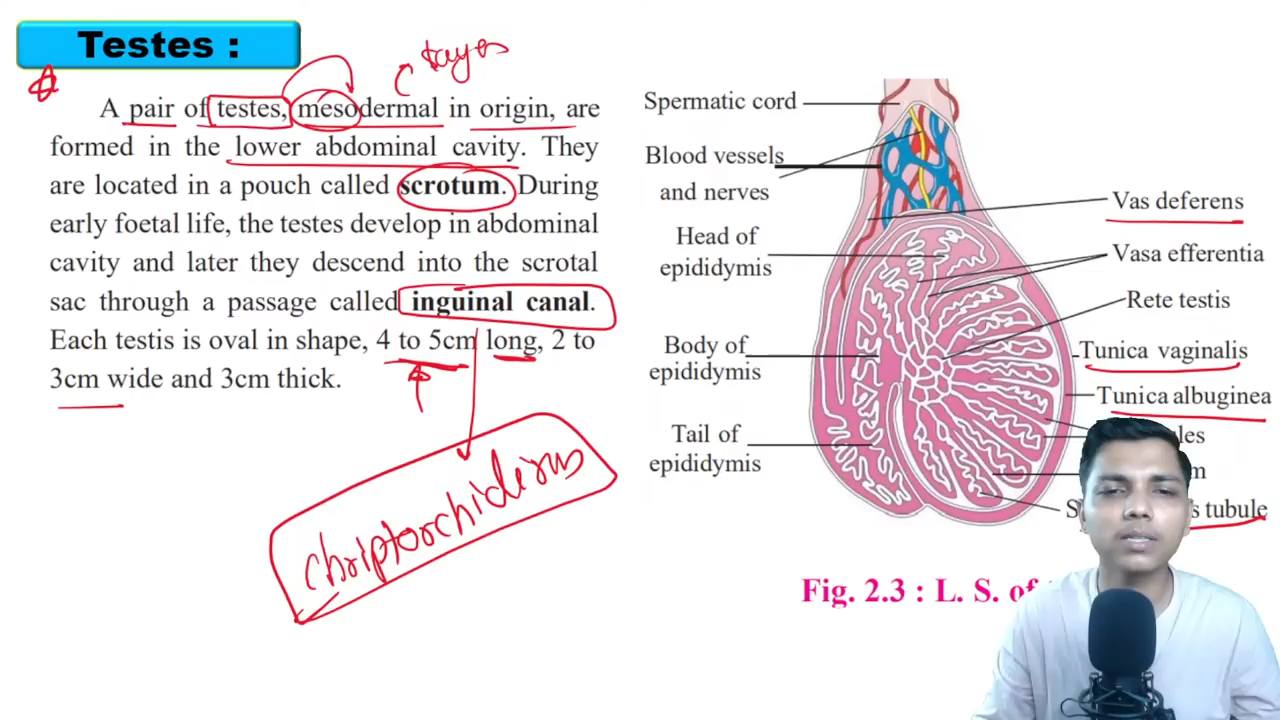 Testes :
layers
A pair of testes, mesodermal in origin, are
formed in the lower abdominal cavity. They
are located in a pouch called scrotum. During
early foetal life, the testes develop in abdominal
cavity and later they descend into the scrotal
sac through a passage called inguinal canal.
Each testis is oval in shape, 4 to 5cm long, 2 to
3cm wide and 3cm thick.
Spermatic cord
Blood vessels
and nerves
Head of
epididymis
Body of
epididymis
Tail of
epididymis
Vas deferens
Vasa efferentia
Rete testis
Tunica vaginalis
Tunica albuginea
tubule
Fig. 2.3 : L. S. of